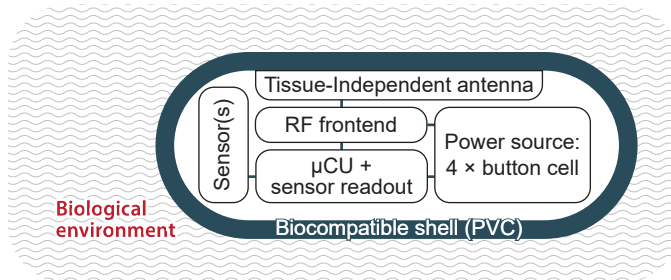 Tissue-Independent antenna
Sensor(s)
RF frontend
Power source:
4 × button cell
µCU +
sensor readout
Biological
environment
Biocompatible shell (PVC)